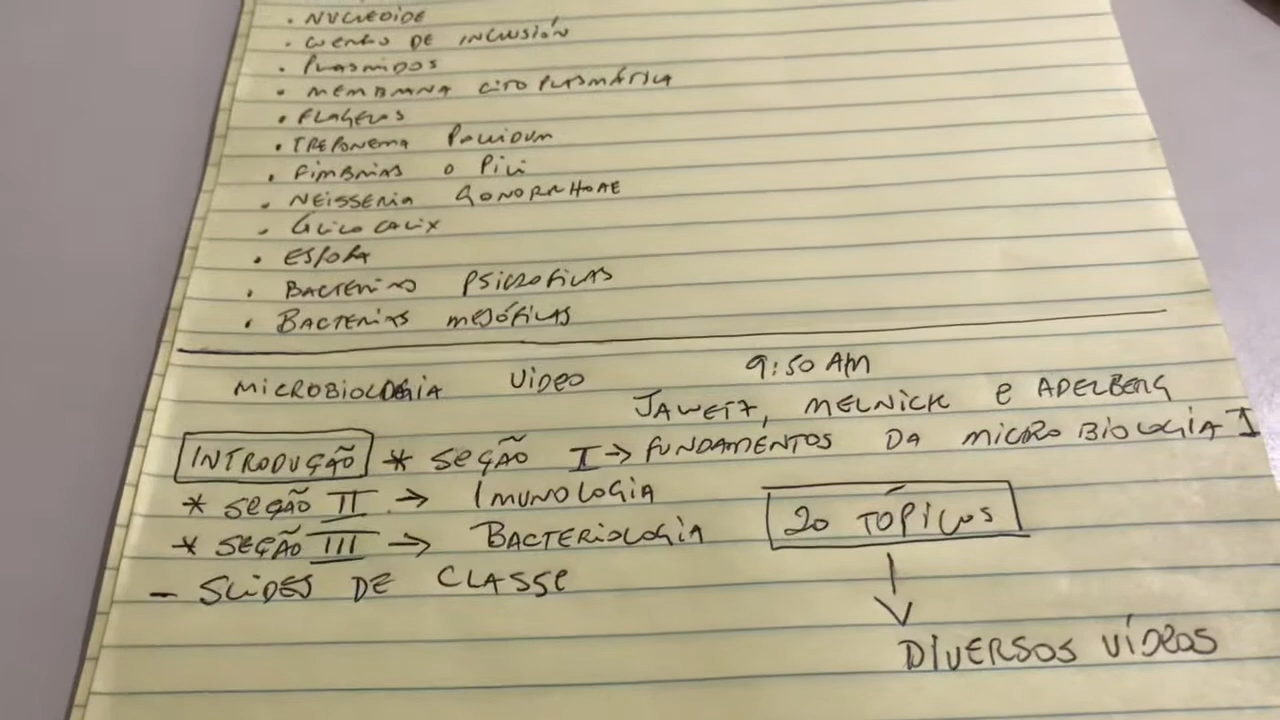 • NUCLEOIDE
• CUERPO DE INCLUSIÓN
• PLASMIDOS
• MEMBRANA CITOPLASMÁTICA
• FLAGELOS
• TREPONEMA PALLIDUM
• FIMBRIAS O PILI
• NEISSERIA GONORRHOAE
• GLICOCALIX
• ESPORA
• BACTERIAS PSICROFILAS
• BACTERIAS MESÓFILAS
MICROBIOLOGIA VIDEO 9:50 AM
JAWETZ, MELNICK e ADELBERG
INTRODUÇÃO * SEÇÃO I → FUNDAMENTOS DA MICROBIOLOGIA I
* SEÇÃO II → IMUNOLOGIA
* SEÇÃO III → BACTERIOLOGIA
20 TÓPICOS
- SLIDES DE CLASSE
DIVERSOS VÍDEOS